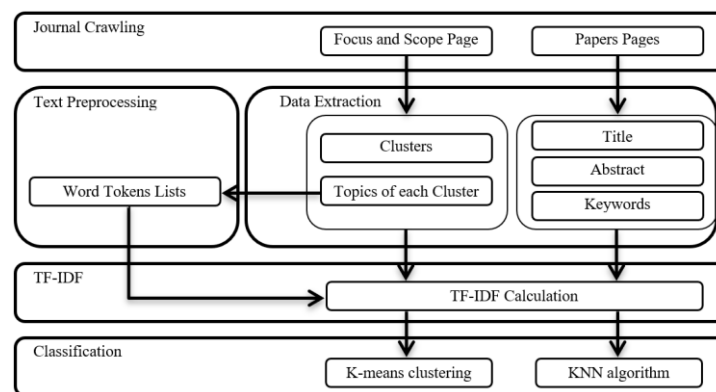 Journal Crawling
Focus and Scope Page
Papers Pages
Text Preprocessing
Data Extraction
Title
Clusters
Abstract
Word Tokens Lists
Topics of each Cluster
Keywords
TF-IDF
TF-IDF Calculation
Classification
K-means clustering
KNN algorithm